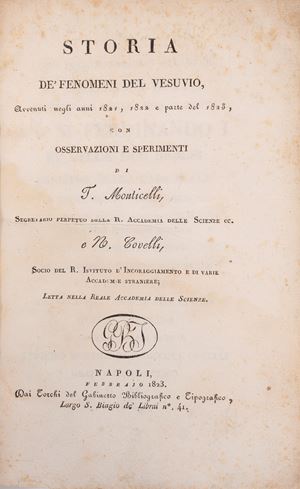 STORIA
DE' FENOMENI DEL VESUVIO,
Avvenuti negli anni 1821, 1822 e parte del 1823,
CON
OSSERVAZIONI E SPERIMENTI
DI
T. Monticelli,
SEGRETARIO PERPETUO DELLA R. ACCADEMIA DELLE SCIENZE ec.
e N. Covelli,
SOCIO DEL R. ISTITUTO D'INCORAGGIAMENTO E DI VARIE
ACCADEMIE STRANIERE;
LETTA NELLA REALE ACCADEMIA DELLE SCIENZE.
NAPOLI,
FEBBRAIO 1823.
Dai Torchi del Gabinetto Bibliografico e Tipografico,
Largo S. Biagio de' Librai nº. 41.